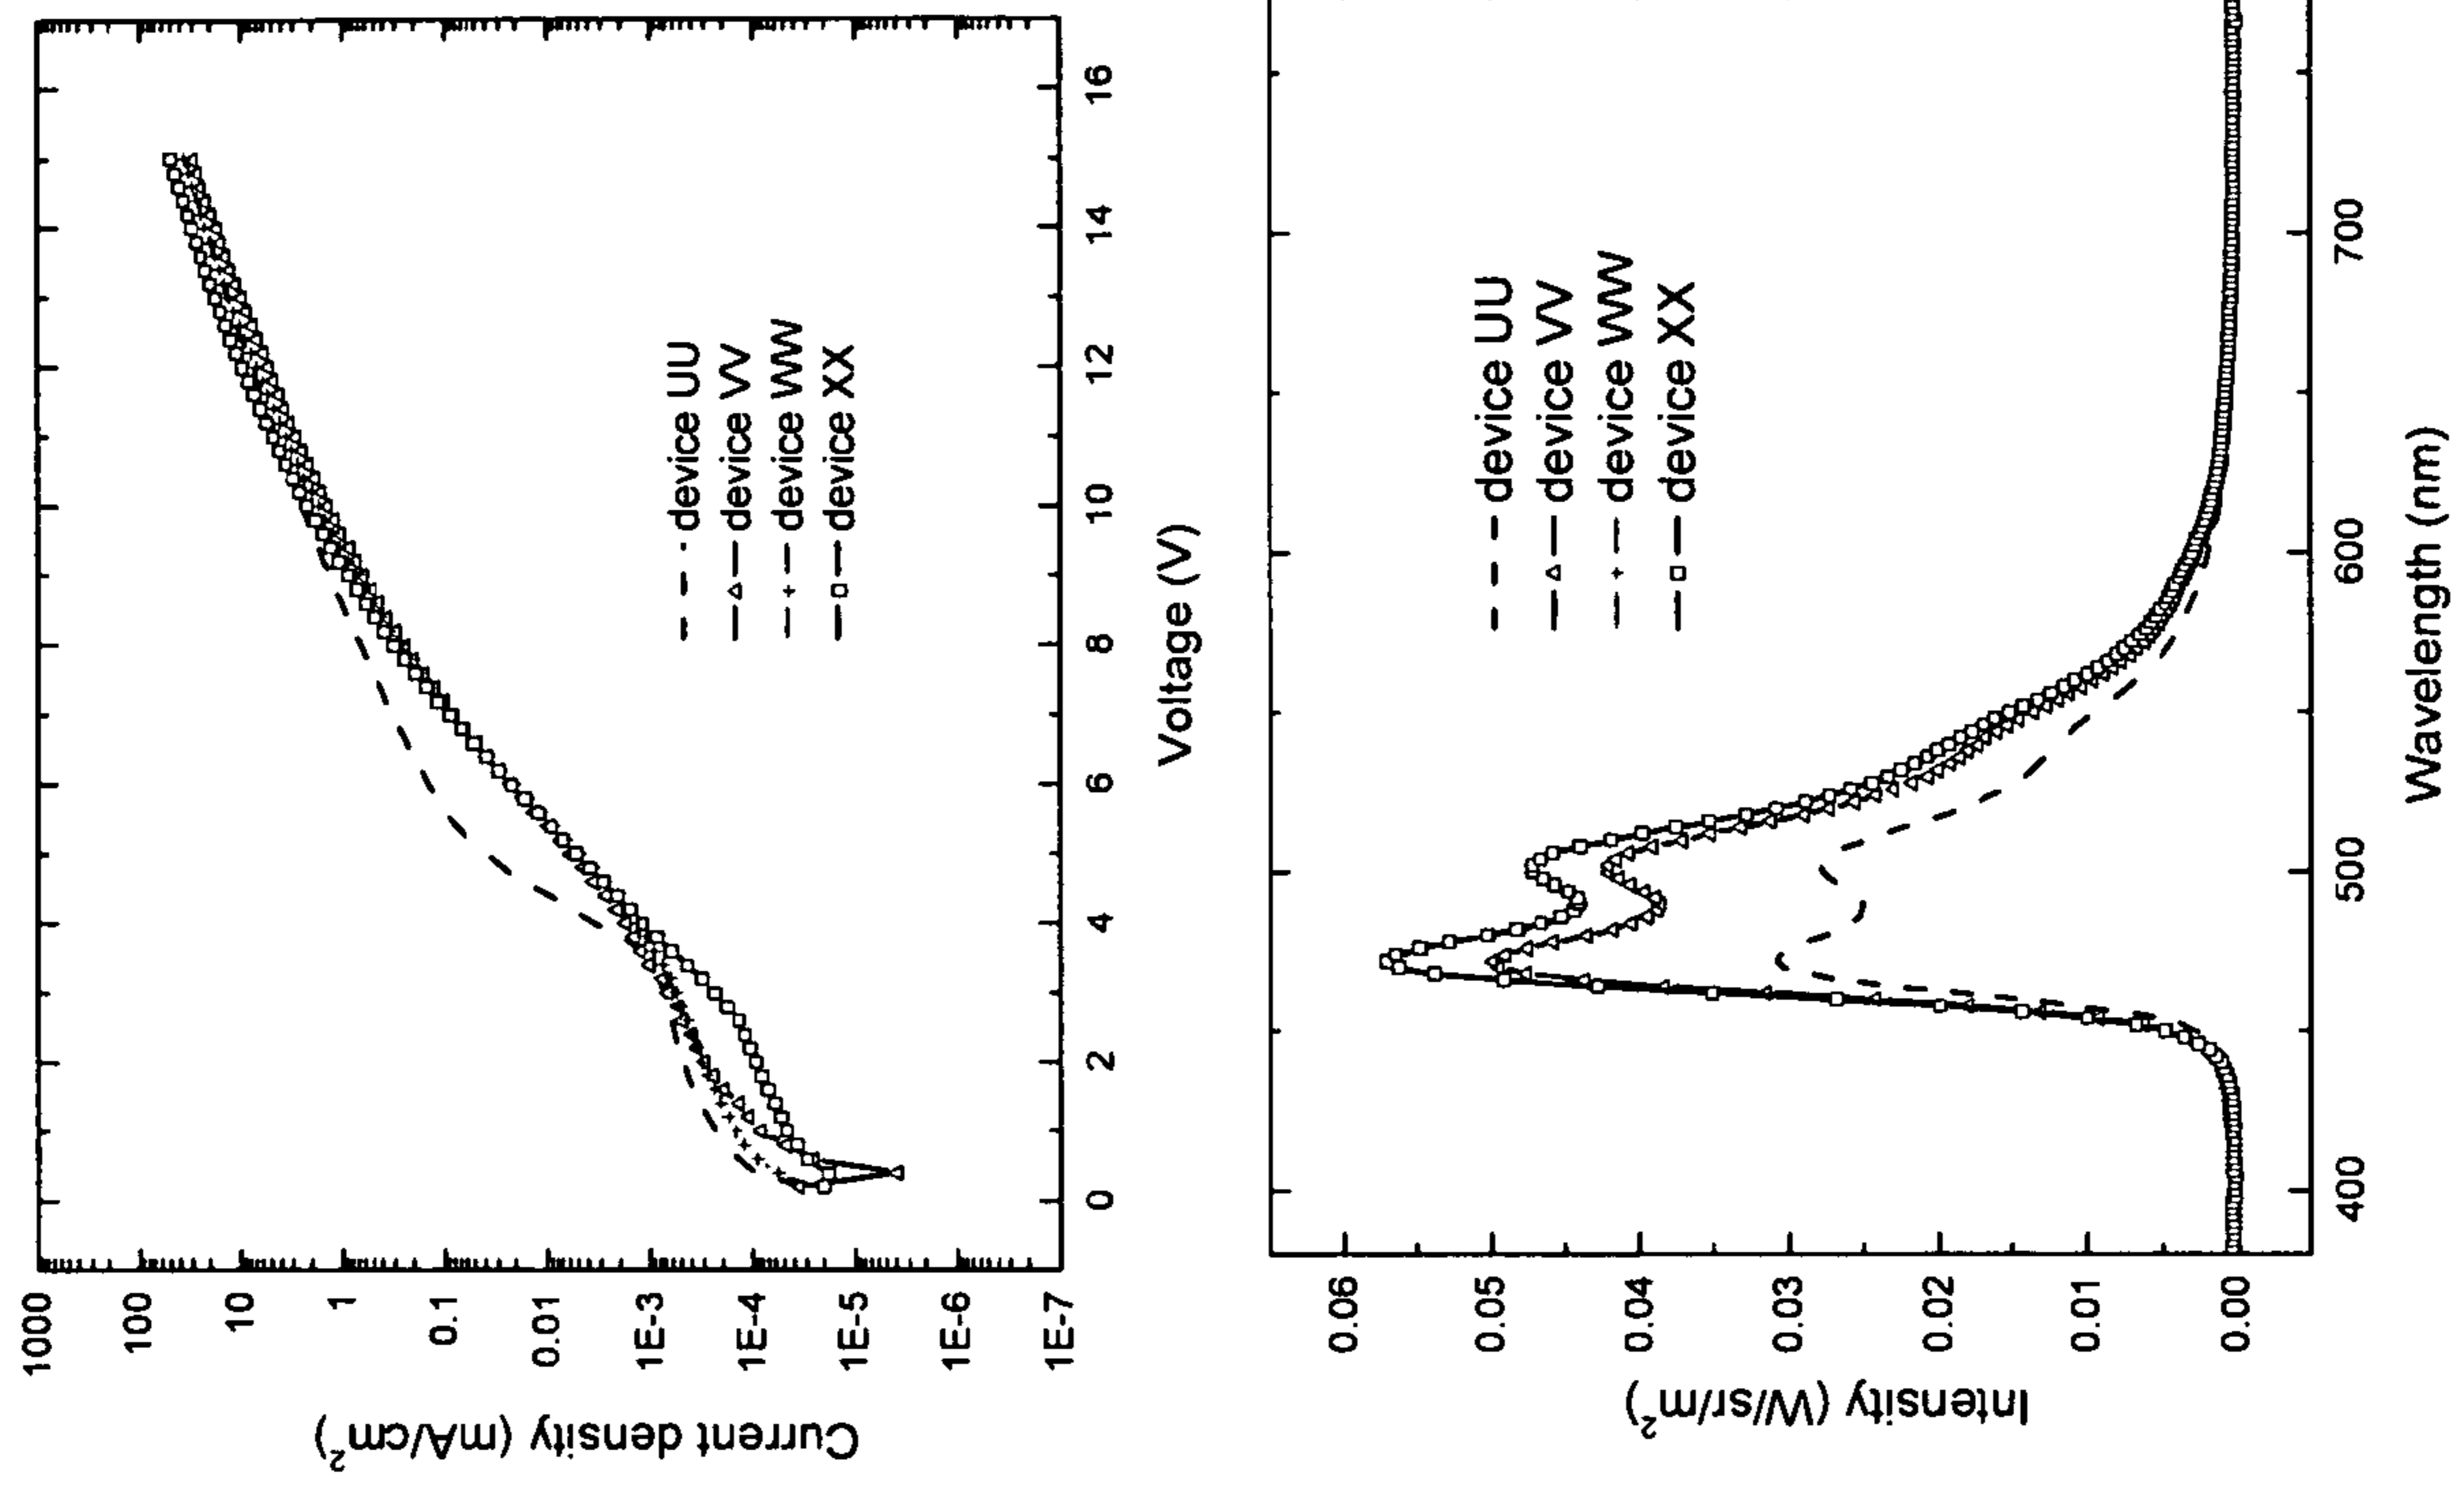 1000
100
10
1
0.1
0.01
1E-3
1E-4
1E-5
1E-6
1E-7
Current density (mA/cm²)
0 2 4 6 8 10 12 14 16
Voltage (V)
device UU
device VV
device WW
device XX
0.06
0.05
0.04
0.03
0.02
0.01
0.00
Intensity (W/sr/m²)
400 500 600 700
Wavelength (nm)
device UU
device VV
device WW
device XX